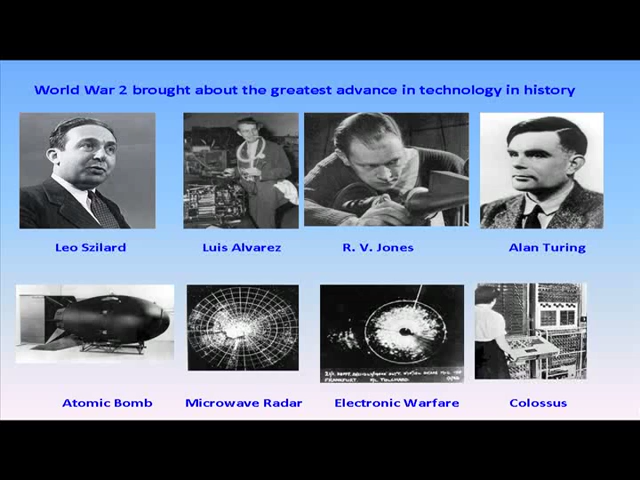 World War 2 brought about the greatest advance in technology in history
Leo Szilard
Luis Alvarez
R. V. Jones
Alan Turing
FRANKFURT.
Atomic Bomb
Microwave Radar
Electronic Warfare
Colossus